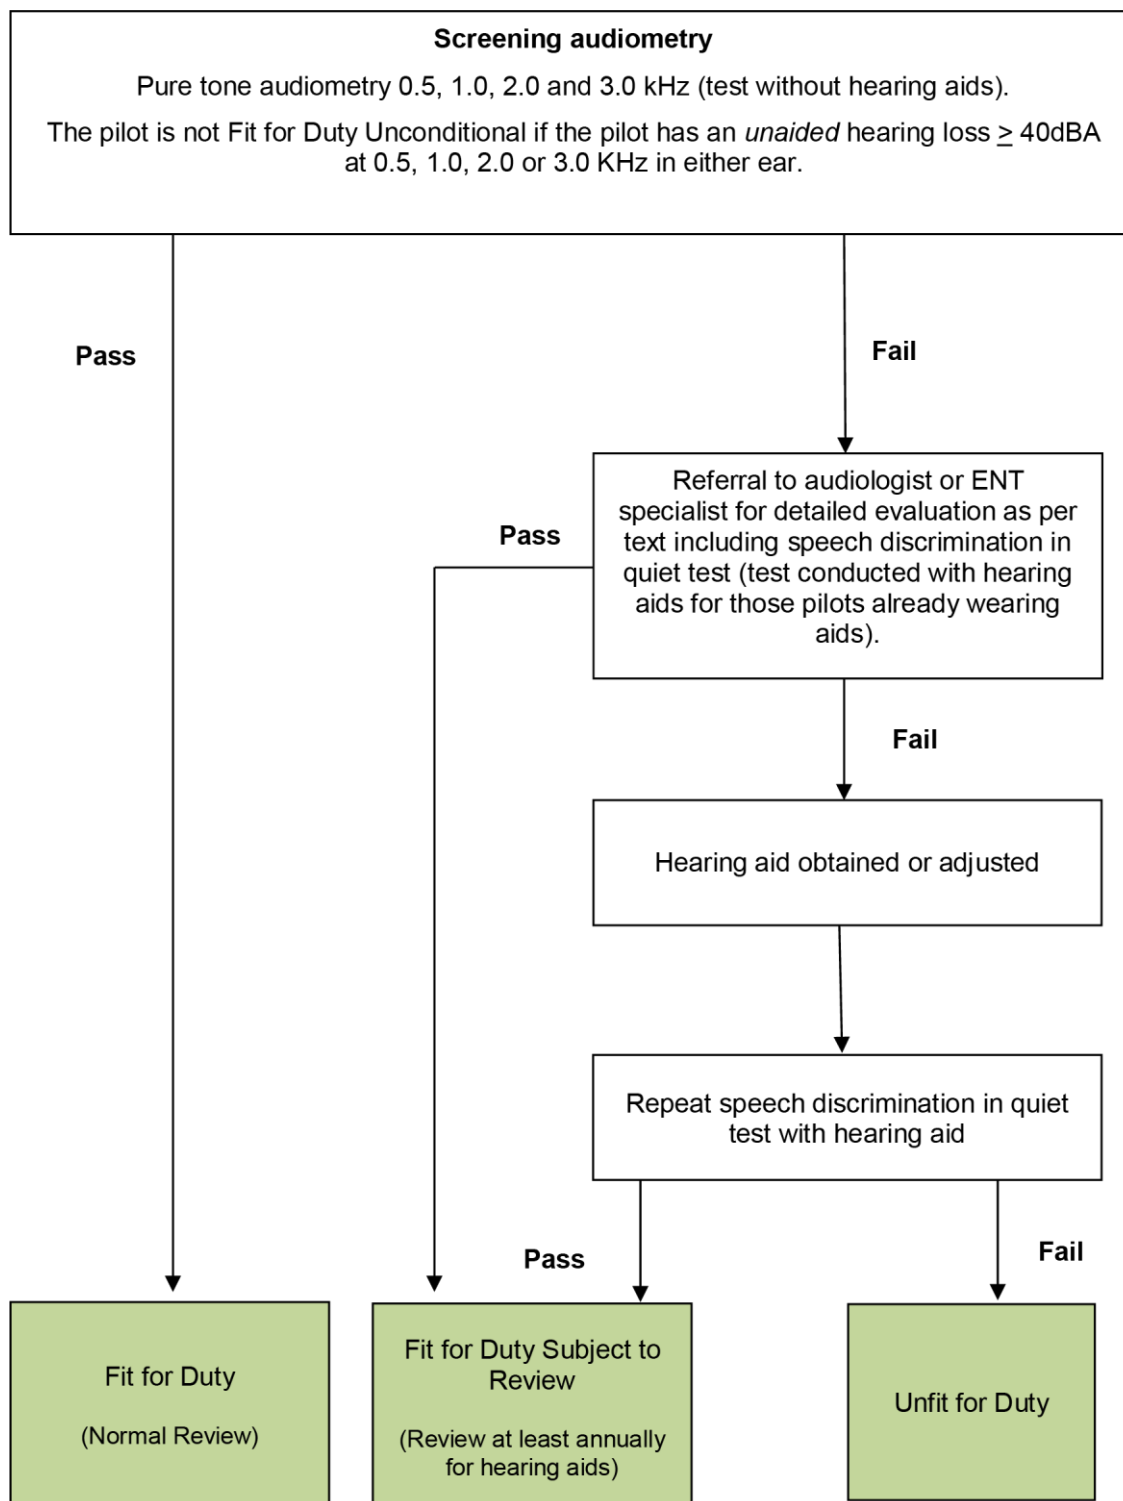 Screening audiometry
Pure tone audiometry 0.5, 1.0, 2.0 and 3.0 kHz (test without hearing aids).
The pilot is not Fit for Duty Unconditional if the pilot has an unaided hearing loss ≥ 40dBA
at 0.5, 1.0, 2.0 or 3.0 KHz in either ear.
Pass
Fail
Referral to audiologist or ENT
specialist for detailed evaluation as per
text including speech discrimination in
quiet test (test conducted with hearing
aids for those pilots already wearing
aids).
Pass
Fail
Hearing aid obtained or adjusted
Repeat speech discrimination in quiet
test with hearing aid
Pass
Fail
Fit for Duty
(Normal Review)
Fit for Duty Subject to
Review
(Review at least annually
for hearing aids)
Unfit for Duty